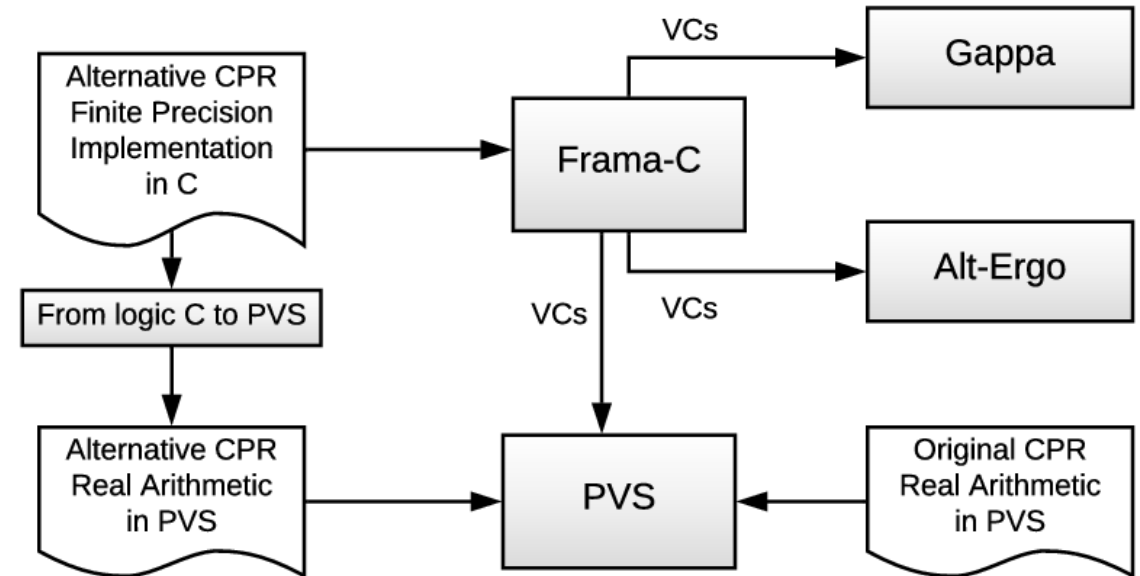 VCs
Gappa
Alternative CPR
Finite Precision
Implementation
in C
Frama-C
Alt-Ergo
VCs
VCs
From logic C to PVS
Alternative CPR
Real Arithmetic
in PVS
PVS
Original CPR
Real Arithmetic
in PVS